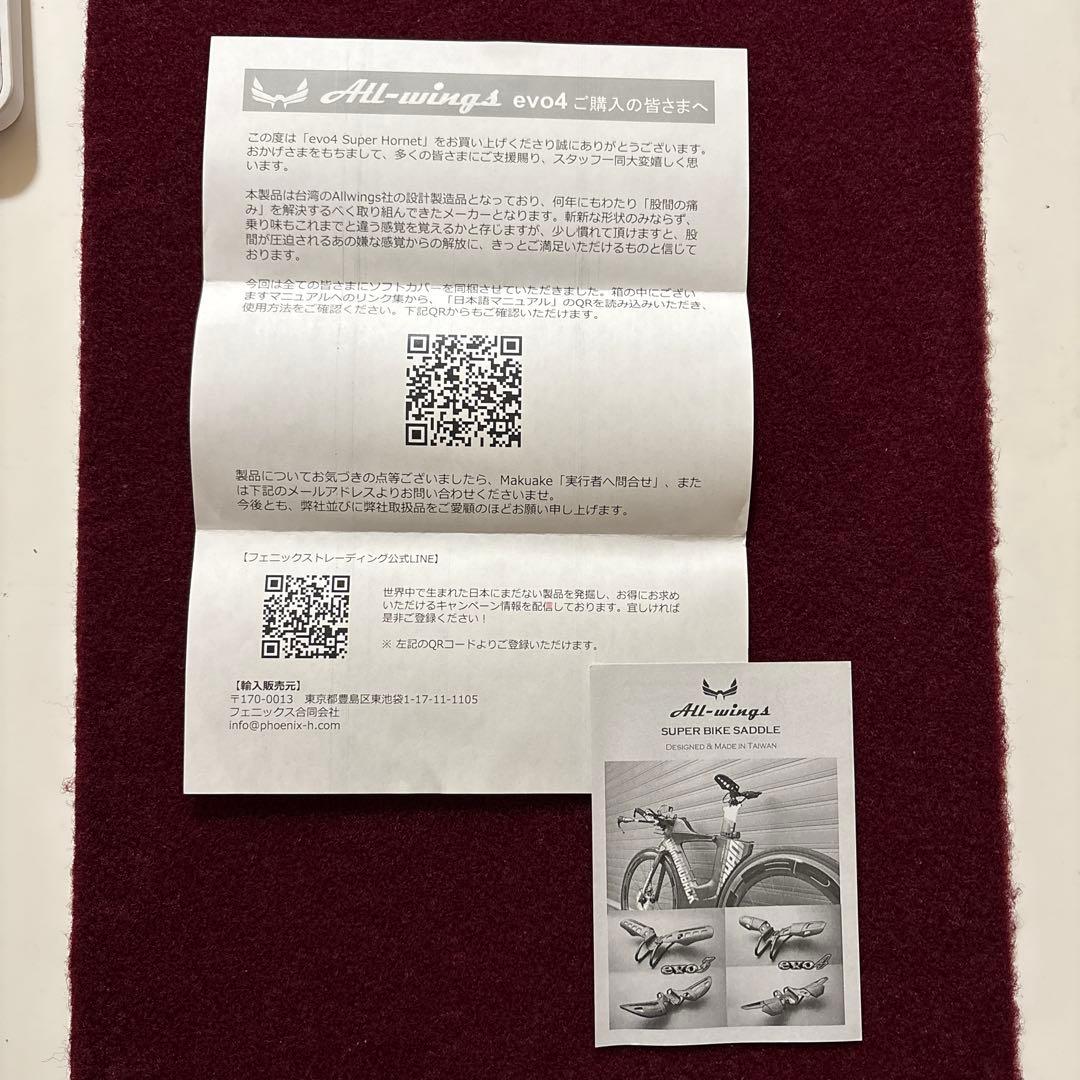 All-wings evo4 ご購入の皆さまへ
この度は「evo4 Super Hornet」をお買い上げくださり誠にありがとうございます。
おかげさまをもちまして、多くの皆さまにご支援賜り、スタッフ一同大変嬉しく思
います。
本製品は台湾のAllwings社の設計製造品となっており、何年にもわたり「股間の痛
み」を解決するべく取り組んできたメーカーとなります。斬新な形状のみならず、
乗り味もこれまでと違う感覚を覚えるかと存じますが、少し慣れて頂けますと、股
間が圧迫されるあの嫌な感覚からの解放に、きっとご満足いただけるものと信じて
おります。
今回は全ての皆さまにソフトカバーを同梱させていただきました。箱の中にござい
ますマニュアルへのリンク集から、「日本語マニュアル」のQRを読み込みいただき、
使用方法をご確認ください。下記QRからもご確認いただけます。
製品についてお気づきの点等ございましたら、Makuake「実行者へ問合せ」、また
は下記のメールアドレスよりお問い合わせくださいませ。
今後とも、弊社並びに弊社取扱品をご愛顧のほどお願い申し上げます。
【フェニックストレーディング公式LINE】
世界中で生まれた日本にまだない製品を発掘し、お得にお求め
いただけるキャンペーン情報を配信しております。宜しければ
是非ご登録ください！
※ 左記のQRコードよりご登録いただけます。
【輸入販売元】
〒170-0013 東京都豊島区東池袋1-17-11-1105
フェニックス合同会社
info@phoenix-h.com
All-wings
SUPER BIKE SADDLE
DESIGNED & MADE IN TAIWAN
evo3
evo4